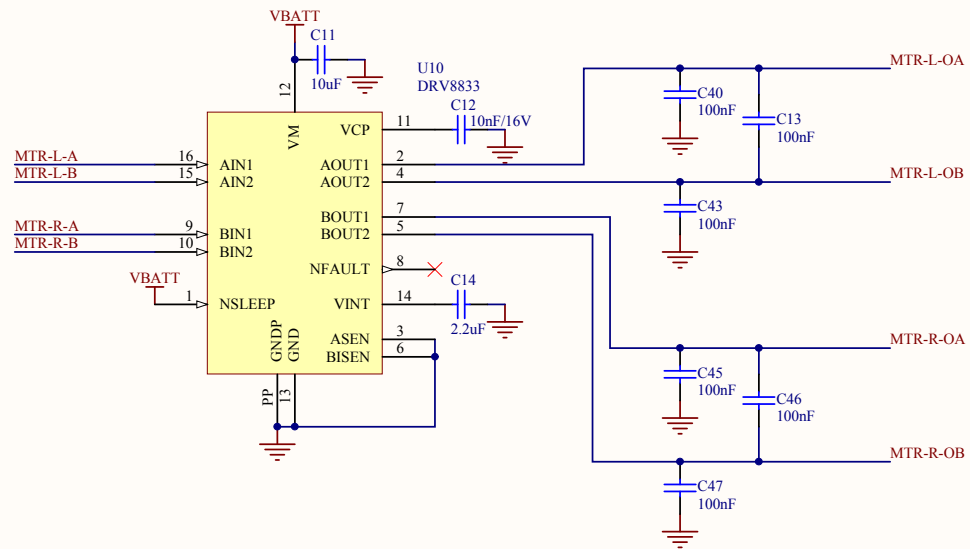 VBATT
C11
10uF
U10
DRV8833
C12
10nF/16V
12
VM
VCP
11
MTR-L-A
16
AIN1
MTR-L-B
15
AIN2
AOUT1
2
AOUT2
4
MTR-R-A
9
BIN1
MTR-R-B
10
BIN2
BOUT1
7
BOUT2
5
NFAULT
8
VBATT
1
NSLEEP
VINT
14
C14
2.2uF
ASEN
3
BISEN
6
GNDP
GND
PP
13
MTR-L-OA
C40
100nF
C13
100nF
MTR-L-OB
C43
100nF
MTR-R-OA
C45
100nF
C46
100nF
MTR-R-OB
C47
100nF